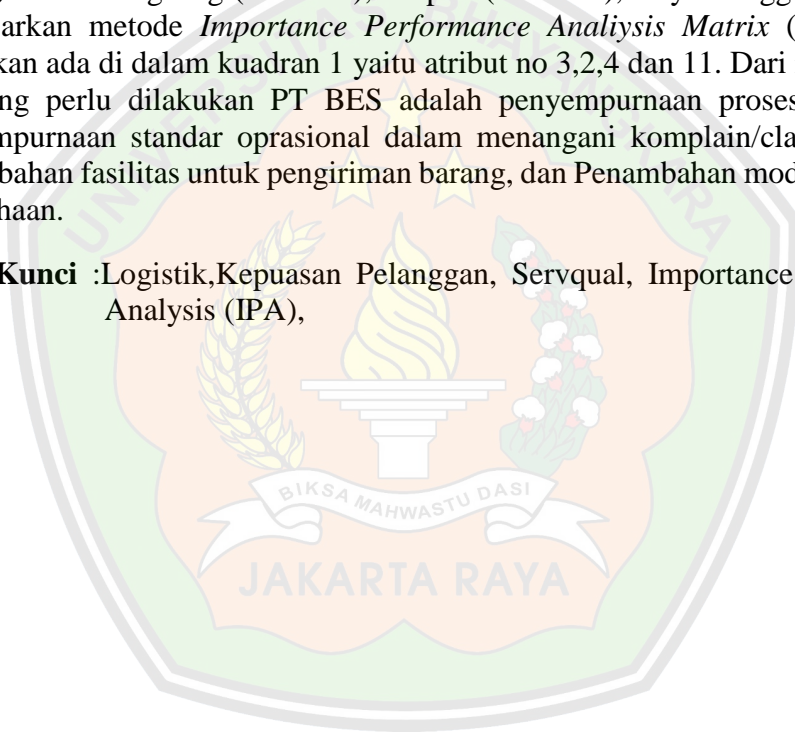 arkan metode Importance Performance Analiysis Matrix (
kan ada di dalam kuadran 1 yaitu atribut no 3,2,4 dan 11. Dari
ng perlu dilakukan PT BES adalah penyempurnaan proses
mpurnaan standar oprasional dalam menangani komplain/cla
bahan fasilitas untuk pengiriman barang, dan Penambahan mod
haan.
Kunci :Logistik,Kepuasan Pelanggan, Servqual, Importance
Analysis (IPA),
UNIVERSITAS BHAYANGKARA
BIKSA MAHWASTU DASI
JAKARTA RAYA